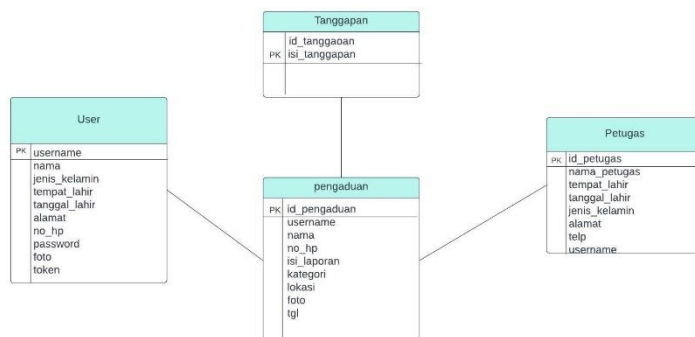 Tanggapan
id_tanggaoan
PK isi_tanggapan
User
PK username
nama
jenis_kelamin
tempat_lahir
tanggal_lahir
alamat
no_hp
password
foto
token
pengaduan
PK id_pengaduan
username
nama
no_hp
isi_laporan
kategori
lokasi
foto
tgl
Petugas
PK id_petugas
nama_petugas
tempat_lahir
tanggal_lahir
jenis_kelamin
alamat
telp
username